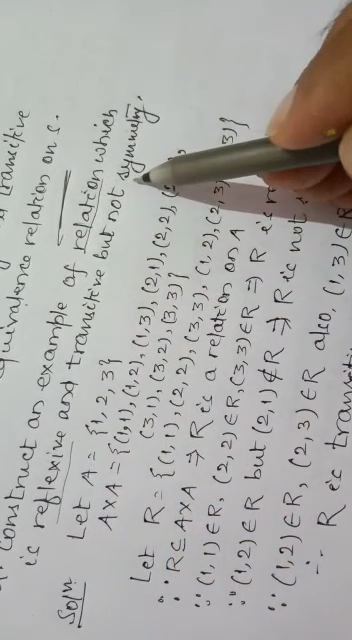 transitive
equivalence relation on S.
Construct an example of relation which
is reflexive and transitive but not symmetry.
Soln. Let A = {1, 2, 3}
A×A = {(1,1), (1,2), (1,3), (2,1), (2,2),
(3,1), (3,2), (3,3)}
Let R = {(1,1), (2,2), (3,3), (1,2), (2,3)
∵ R ⊆ A×A ⇒ R is a relation on A
∵ (1,1) ∈ R, (2,2) ∈ R, (3,3) ∈ R ⇒ R is
∵ (1,2) ∈ R but (2,1) ∉ R ⇒ R is not
∵ (1,2) ∈ R, (2,3) ∈ R also, (1,3) ∈ R
∴ R is